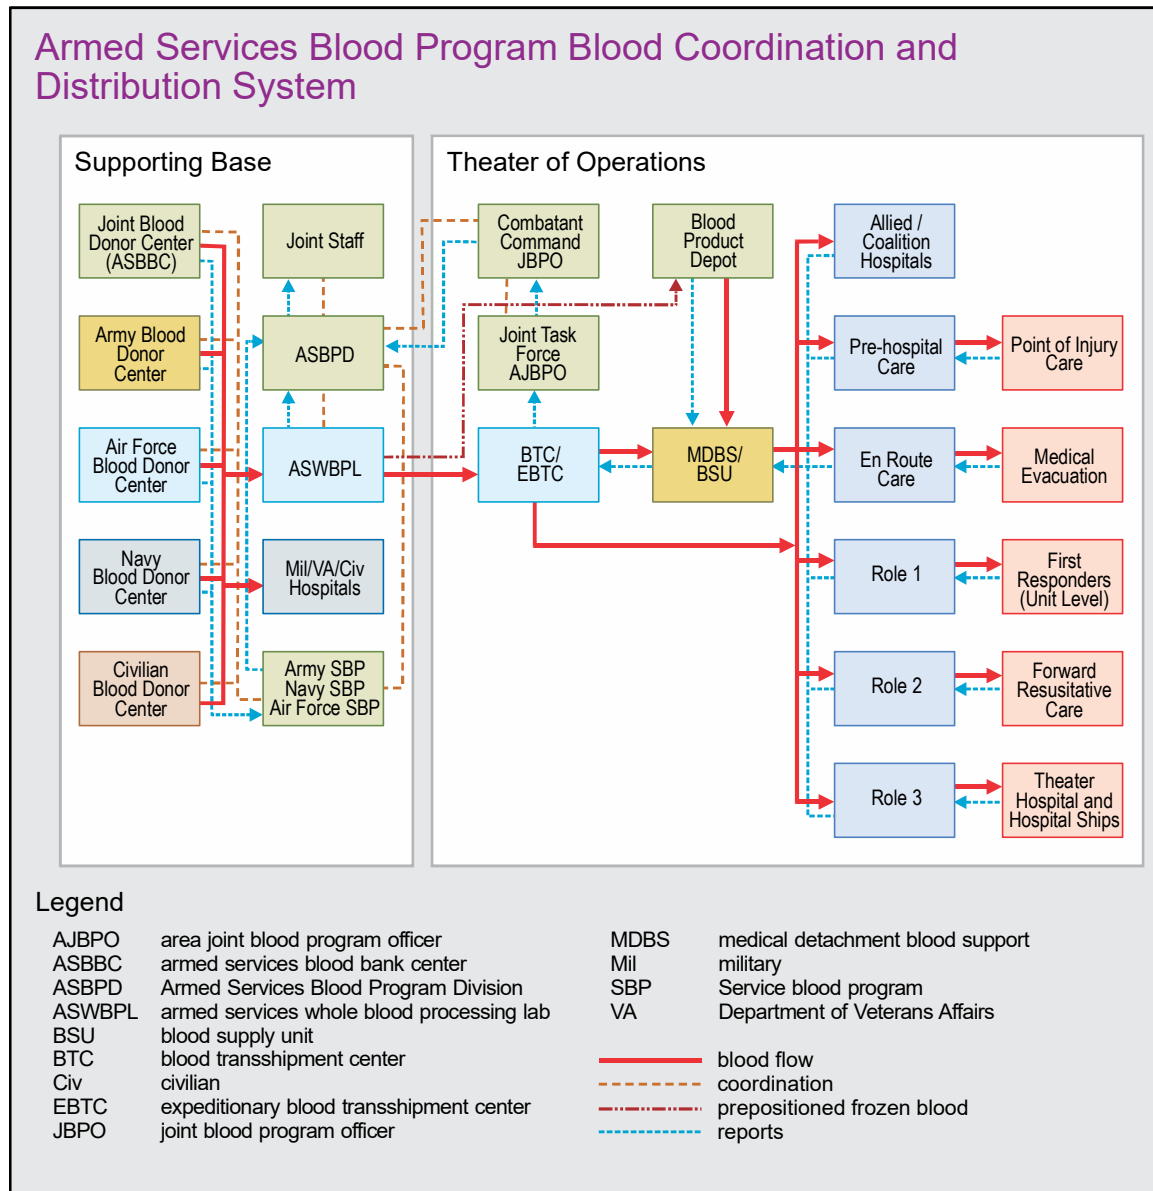 Armed Services Blood Program Blood Coordination and
Distribution System
Supporting Base
Joint Blood
Donor Center
(ASBBC)
Joint Staff
Army Blood
Donor
Center
ASBPD
Air Force
Blood Donor
Center
ASWBPL
Navy
Blood Donor
Center
Mil/VA/Civ
Hospitals
Civilian
Blood Donor
Center
Army SBP
Navy SBP
Air Force SBP
Theater of Operations
Combatant
Command
JBPO
Blood
Product
Depot
Allied /
Coalition
Hospitals
Joint Task
Force
AJBPO
Pre-hospital
Care
Point of Injury
Care
BTC/
EBTC
MDBS/
BSU
En Route
Care
Medical
Evacuation
Role 1
First
Responders
(Unit Level)
Role 2
Forward
Resusitative
Care
Role 3
Theater
Hospital and
Hospital Ships
Legend
AJBPO area joint blood program officer
ASBBC armed services blood bank center
ASBPD Armed Services Blood Program Division
ASWBPL armed services whole blood processing lab
BSU blood supply unit
BTC blood transshipment center
Civ civilian
EBTC expeditionary blood transshipment center
JBPO joint blood program officer
MDBS medical detachment blood support
Mil military
SBP Service blood program
VA Department of Veterans Affairs
blood flow
coordination
prepositioned frozen blood
reports